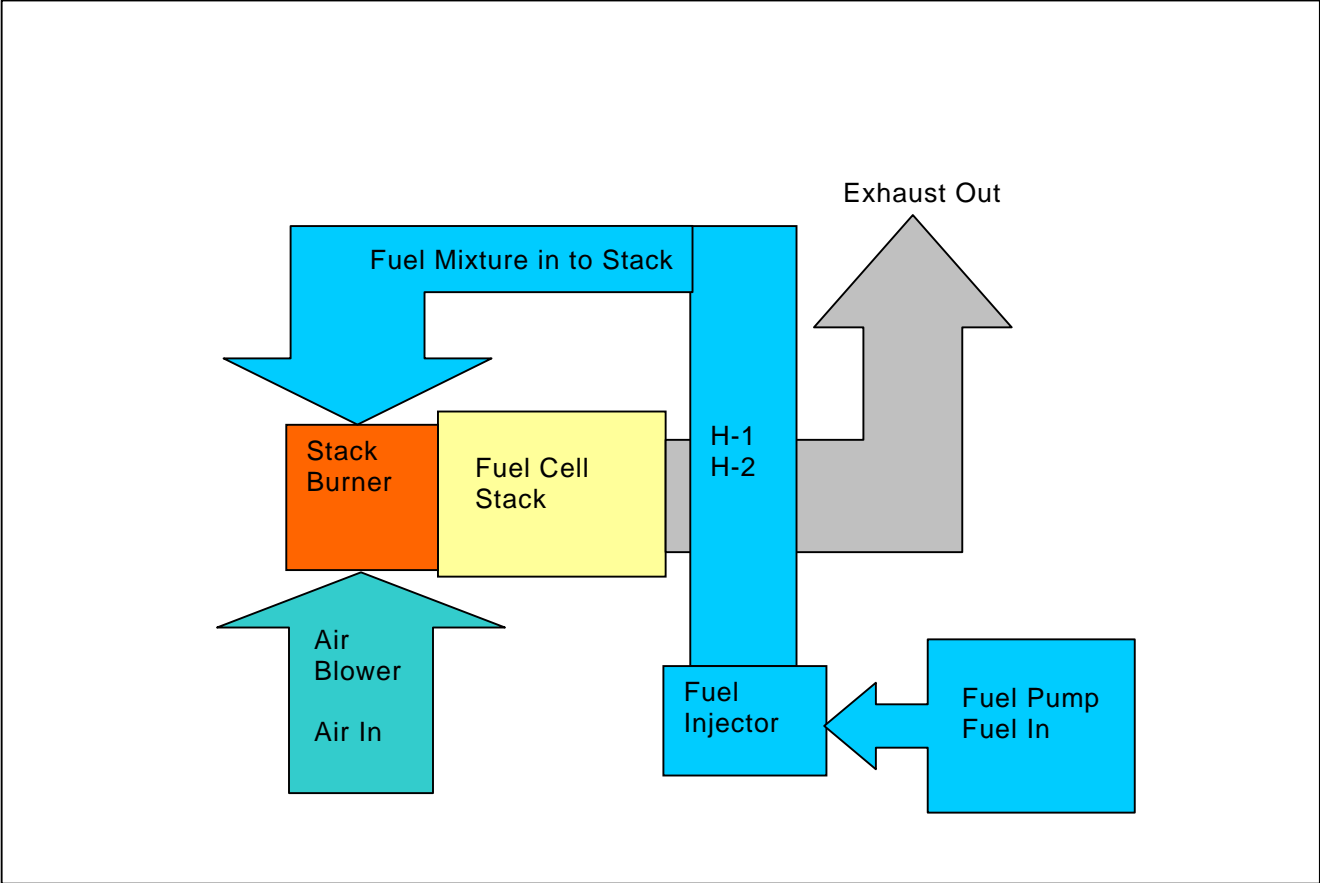 Exhaust Out
Fuel Mixture in to Stack
H-1
H-2
Stack
Burner
Fuel Cell
Stack
Air
Blower
Air In
Fuel
Injector
Fuel Pump
Fuel In